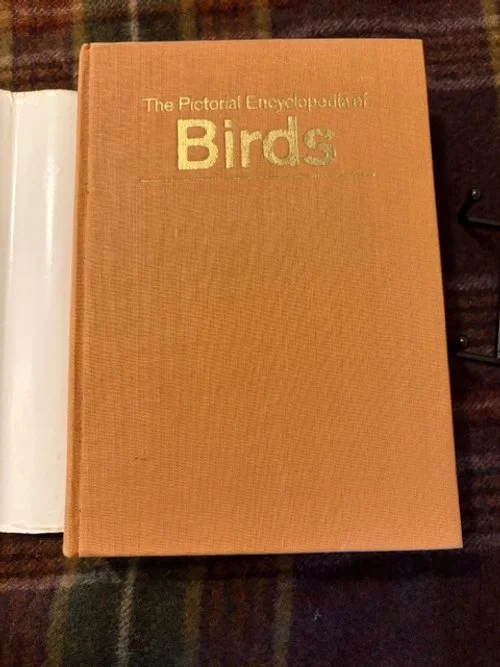 The Pictorial Encyclopedia of
Birds